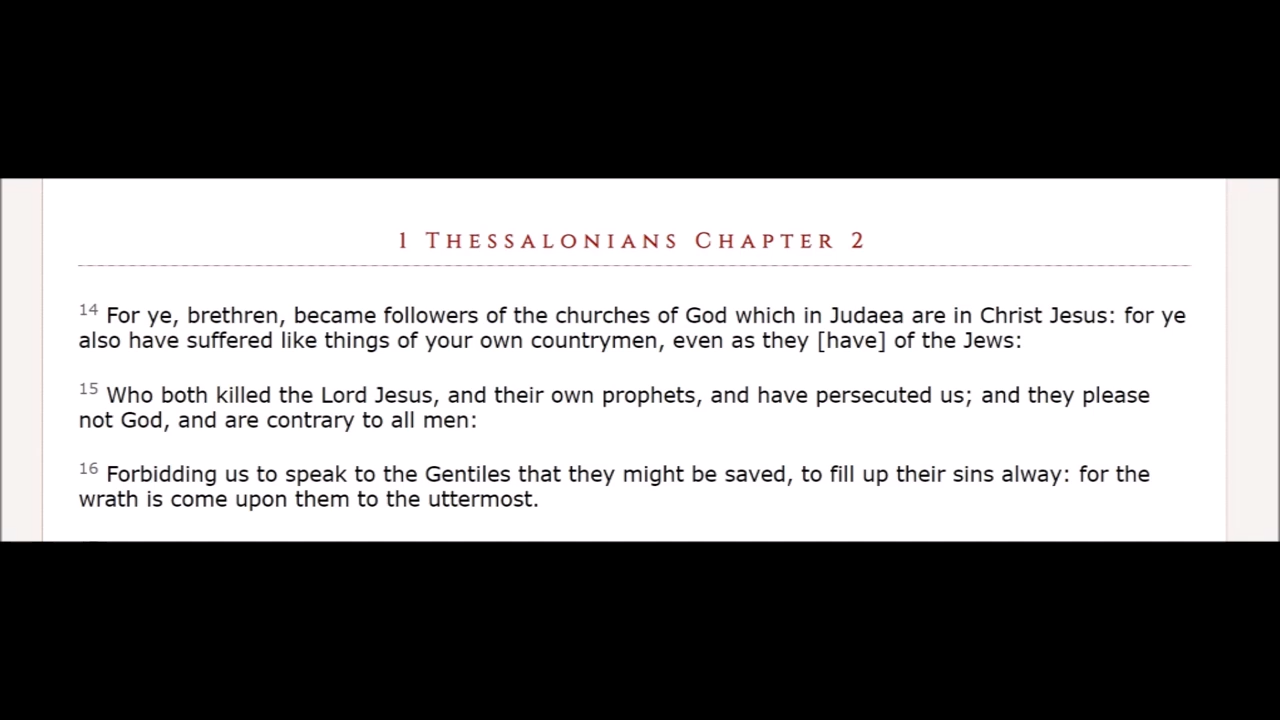 1 Thessalonians Chapter 2
14 For ye, brethren, became followers of the churches of God which in Judaea are in Christ Jesus: for ye
also have suffered like things of your own countrymen, even as they [have] of the Jews:
15 Who both killed the Lord Jesus, and their own prophets, and have persecuted us; and they please
not God, and are contrary to all men:
16 Forbidding us to speak to the Gentiles that they might be saved, to fill up their sins alway: for the
wrath is come upon them to the uttermost.